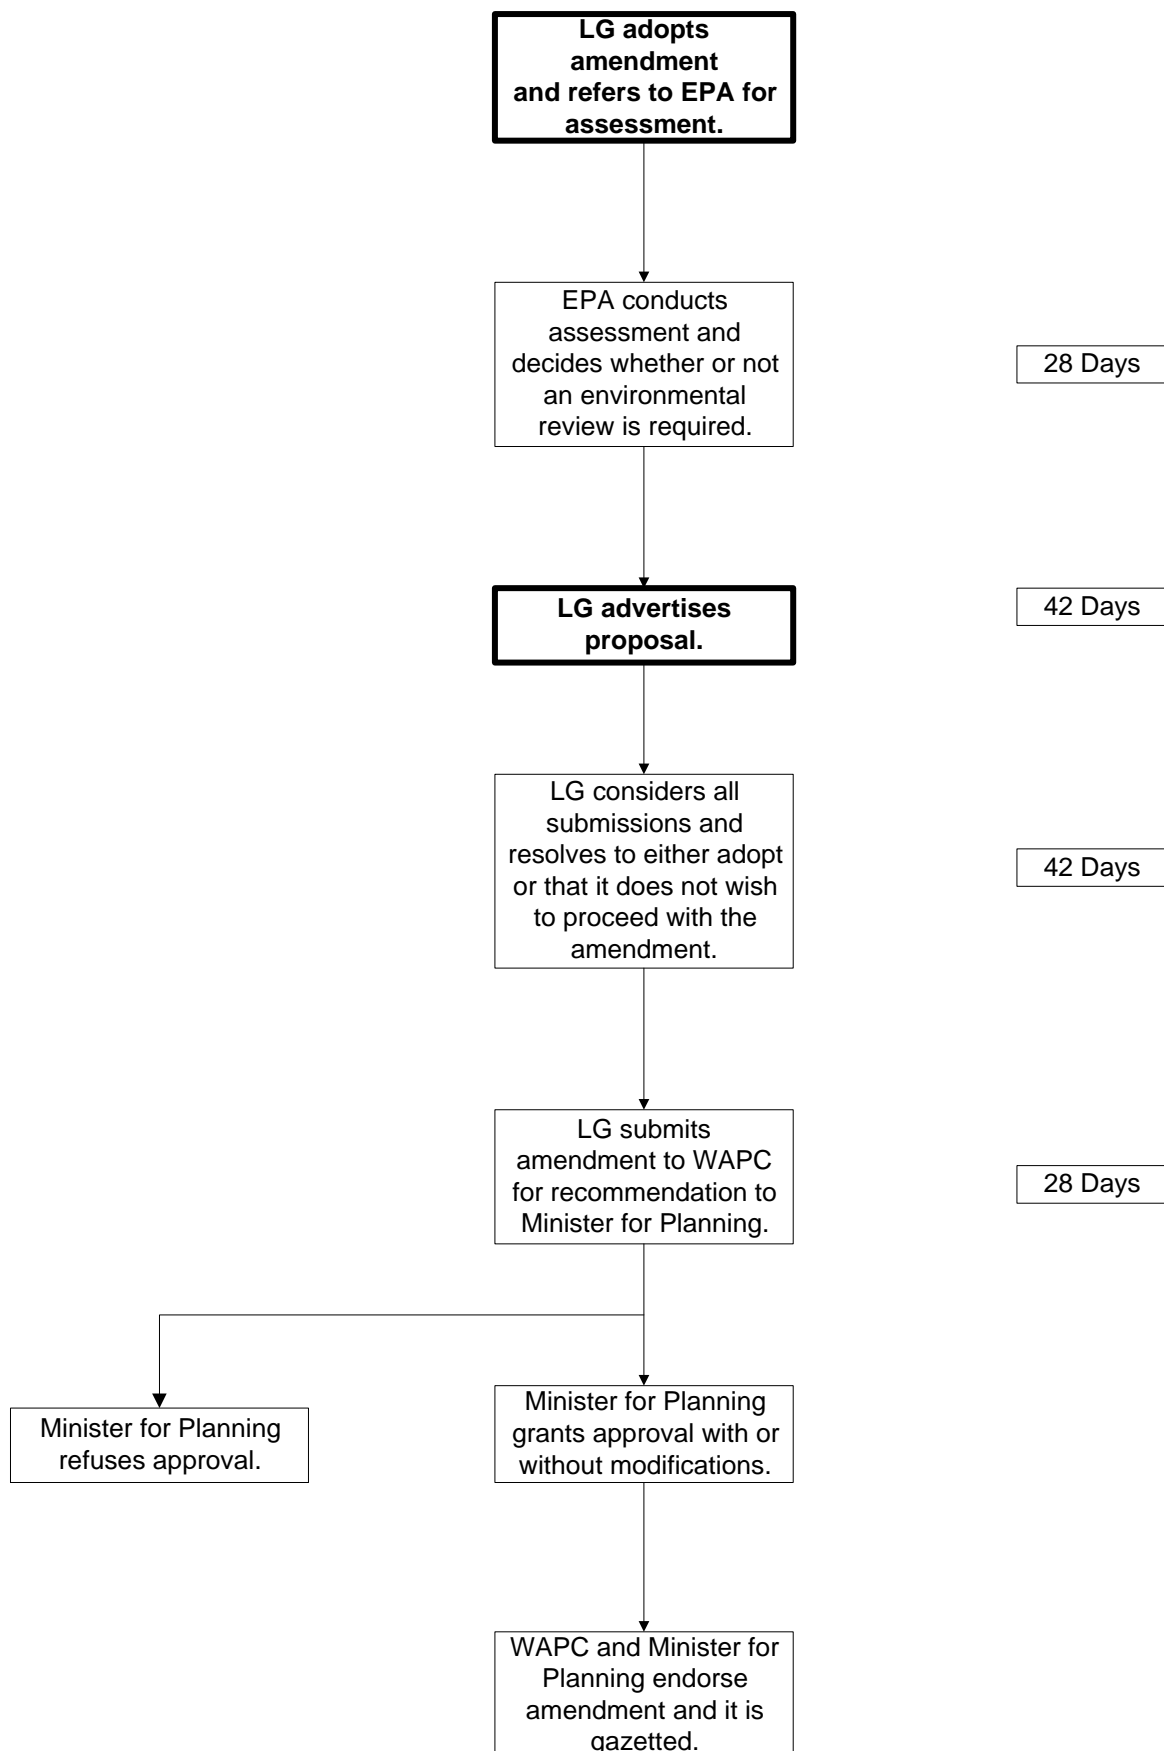 LG adopts
amendment
and refers to EPA for
assessment.
EPA conducts
assessment and
decides whether or not
an environmental
review is required.
28 Days
LG advertises
proposal.
42 Days
LG considers all
submissions and
resolves to either adopt
or that it does not wish
to proceed with the
amendment.
42 Days
LG submits
amendment to WAPC
for recommendation to
Minister for Planning.
28 Days
Minister for Planning
refuses approval.
Minister for Planning
grants approval with or
without modifications.
WAPC and Minister for
Planning endorse
amendment and it is
gazetted.